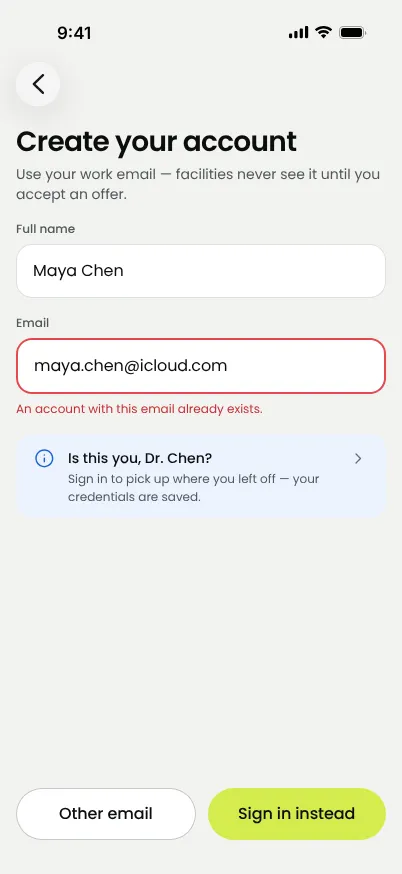 9:41
Create your account
Use your work email — facilities never see it until you
accept an offer.
Full name
Maya Chen
Email
maya.chen@icloud.com
An account with this email already exists.
Is this you, Dr. Chen?
Sign in to pick up where you left off — your
credentials are saved.
Other email
Sign in instead